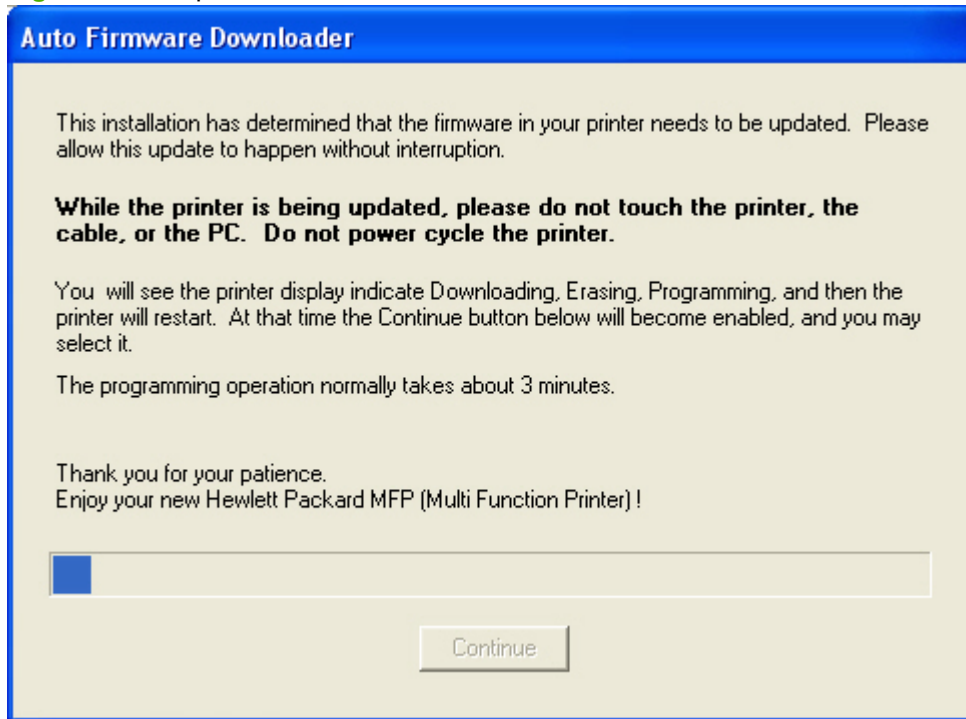 Auto Firmware Downloader
This installation has determined that the firmware in your printer needs to be updated. Please
allow this update to happen without interruption.
While the printer is being updated, please do not touch the printer, the
cable, or the PC. Do not power cycle the printer.
You will see the printer display indicate Downloading, Erasing, Programming, and then the
printer will restart. At that time the Continue button below will become enabled, and you may
select it.
The programming operation normally takes about 3 minutes.
Thank you for your patience.
Enjoy your new Hewlett Packard MFP (Multi Function Printer) !
Continue